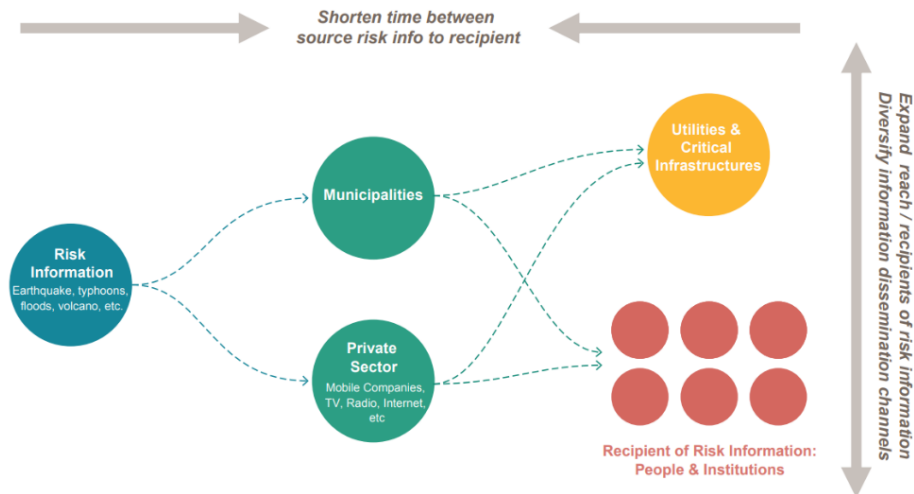 Shorten time between
source risk info to recipient
Expand reach / recipients of risk information
Diversify information dissemination channels
Utilities &
Critical
Infrastructures
Municipalities
Risk
Information
Earthquake, typhoons,
floods, volcano, etc.
Private
Sector
Mobile Companies,
TV, Radio, Internet,
etc
Recipient of Risk Information:
People & Institutions